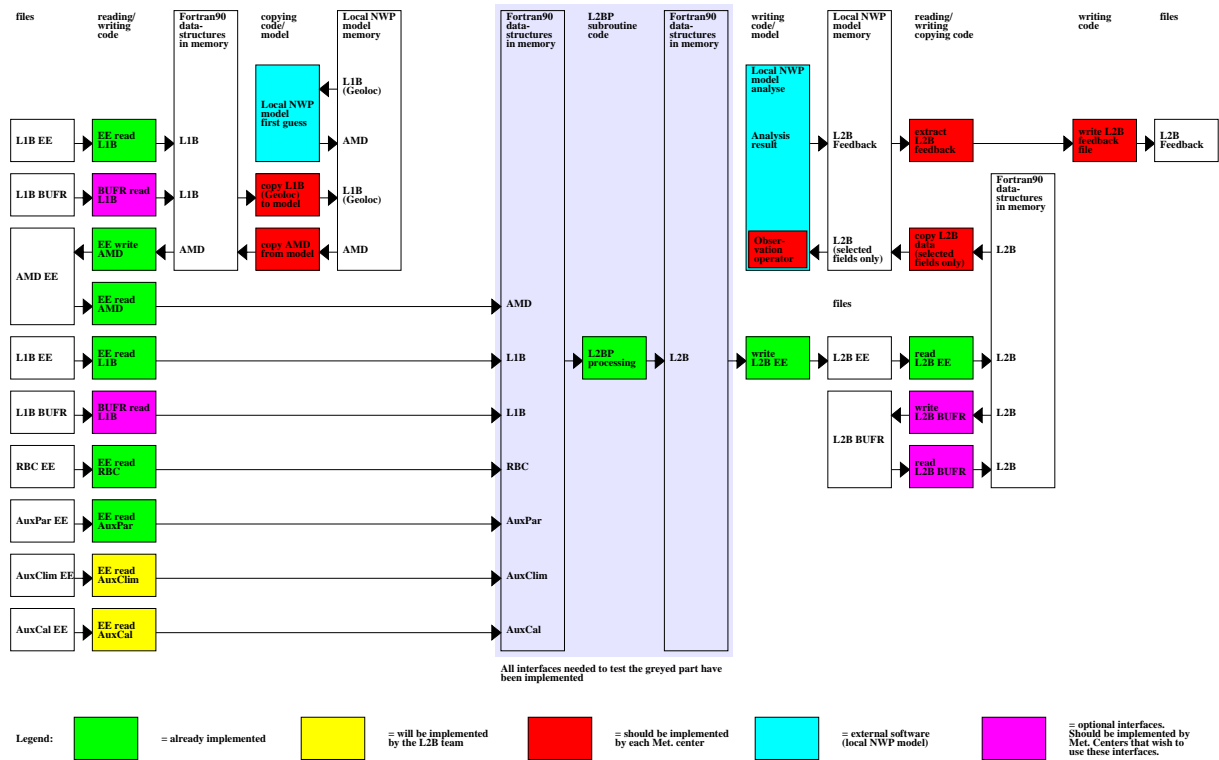 files
reading/
writing
code
Fortran90
data-
structures
in memory
copying
code/
model
Local NWP
model
memory
Fortran90
data-
structures
in memory
L2BP
subroutine
code
Fortran90
data-
structures
in memory
writing
code/
model
Local NWP
model
memory
reading/
writing
copying code
writing
code
files
L1B
(Geoloc)
Local NWP
model
first guess
AMD
Local NWP
model
analyse
Analysis
result
L2B
Feedback
extract
L2B
feedback
write L2B
feedback
file
L2B
Feedback
L1B EE
EE read
L1B
L1B
L1B BUFR
BUFR read
L1B
L1B
copy L1B
(Geoloc)
to model
L1B
(Geoloc)
Fortran90
data-
structures
in memory
AMD EE
EE write
AMD
AMD
copy AMD
from model
AMD
Obser-
vation
operator
L2B
(selected
fields only)
copy L2B
data
(selected
fields only)
L2B
EE read
AMD
AMD
files
L1B EE
EE read
L1B
L1B
L2BP
processing
L2B
write
L2B EE
L2B EE
read
L2B EE
L2B
L1B BUFR
BUFR read
L1B
L1B
L2B BUFR
write
L2B BUFR
L2B
RBC EE
EE read
RBC
RBC
read
L2B BUFR
L2B
AuxPar EE
EE read
AuxPar
AuxPar
AuxClim EE
EE read
AuxClim
AuxClim
AuxCal EE
EE read
AuxCal
AuxCal
All interfaces needed to test the greyed part have
been implemented
Legend:
= already implemented
= will be implemented
by the L2B team
= should be implemented
by each Met. center
= external software
(local NWP model)
= optional interfaces.
Should be implemented by
Met. Centers that wish to
use these interfaces.